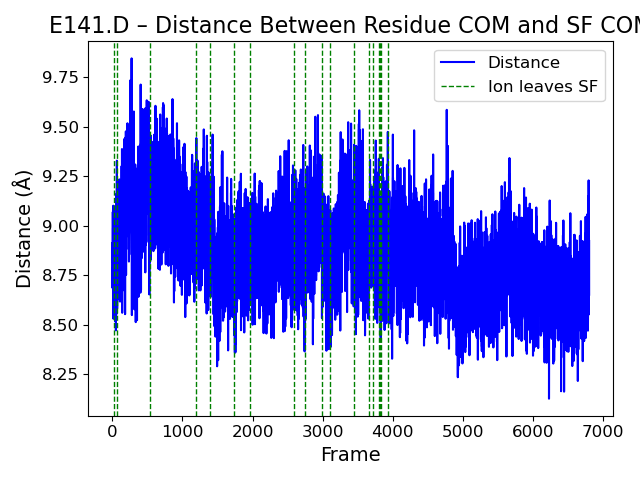 E141.D – Distance Between Residue COM and SF COM
Distance
Ion leaves SF
Distance (Å)
9.75
9.50
9.25
9.00
8.75
8.50
8.25
0 1000 2000 3000 4000 5000 6000 7000
Frame